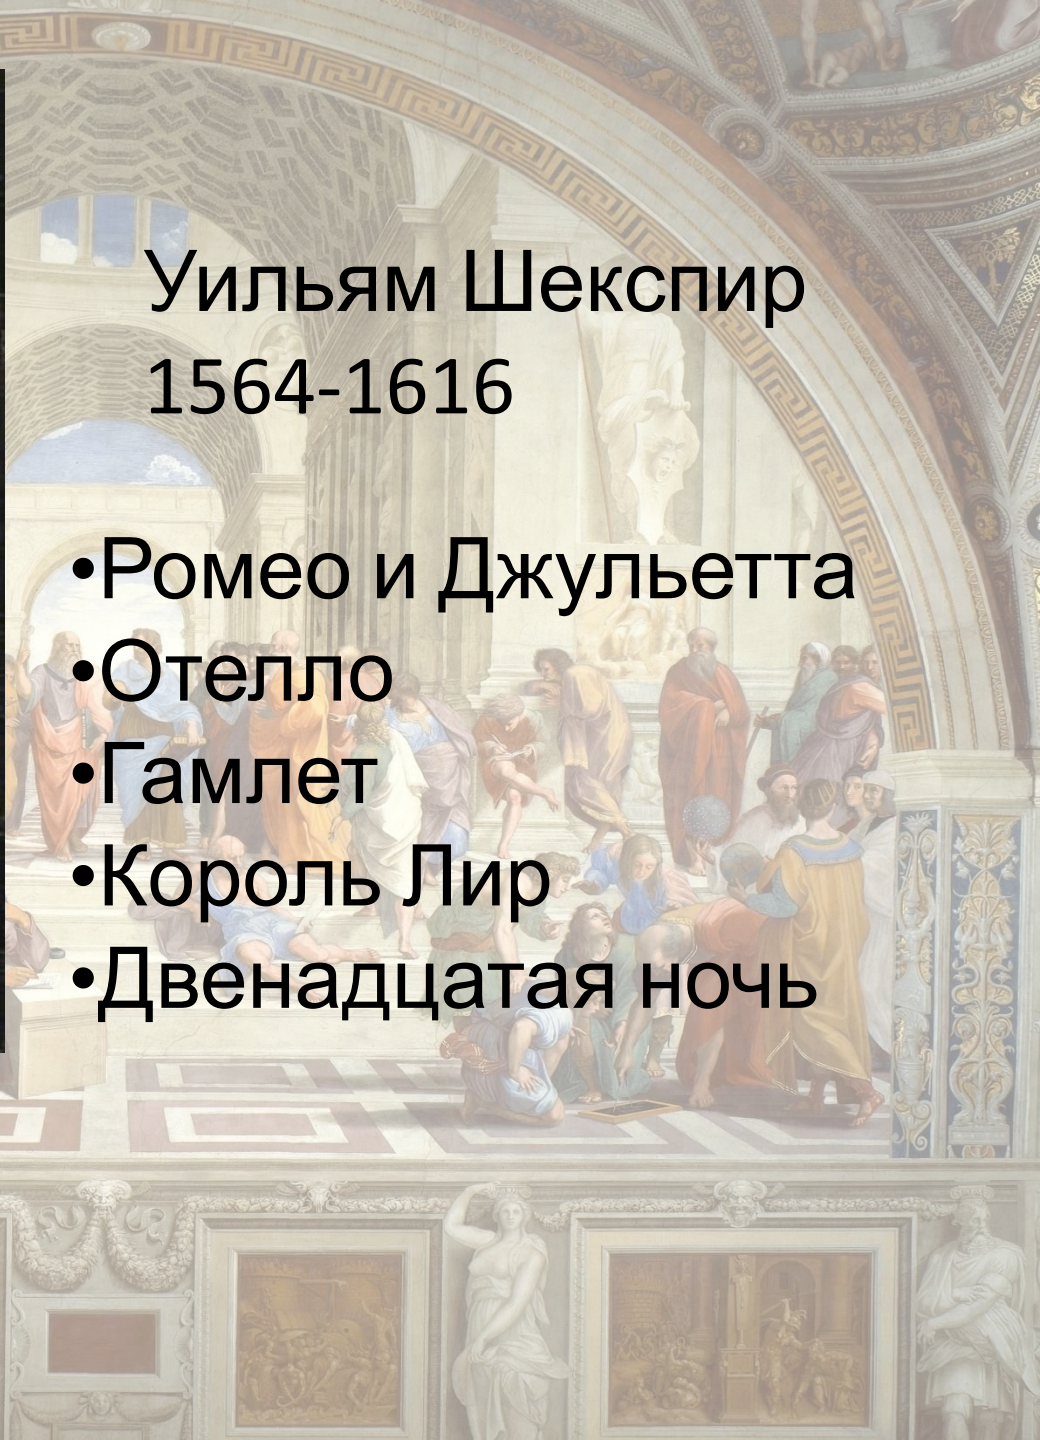 Уильям Шекспир
1564-1616
•Ромео и Джульетта
•Отелло
•Гамлет
•Король Лир
•Двенадцатая ночь